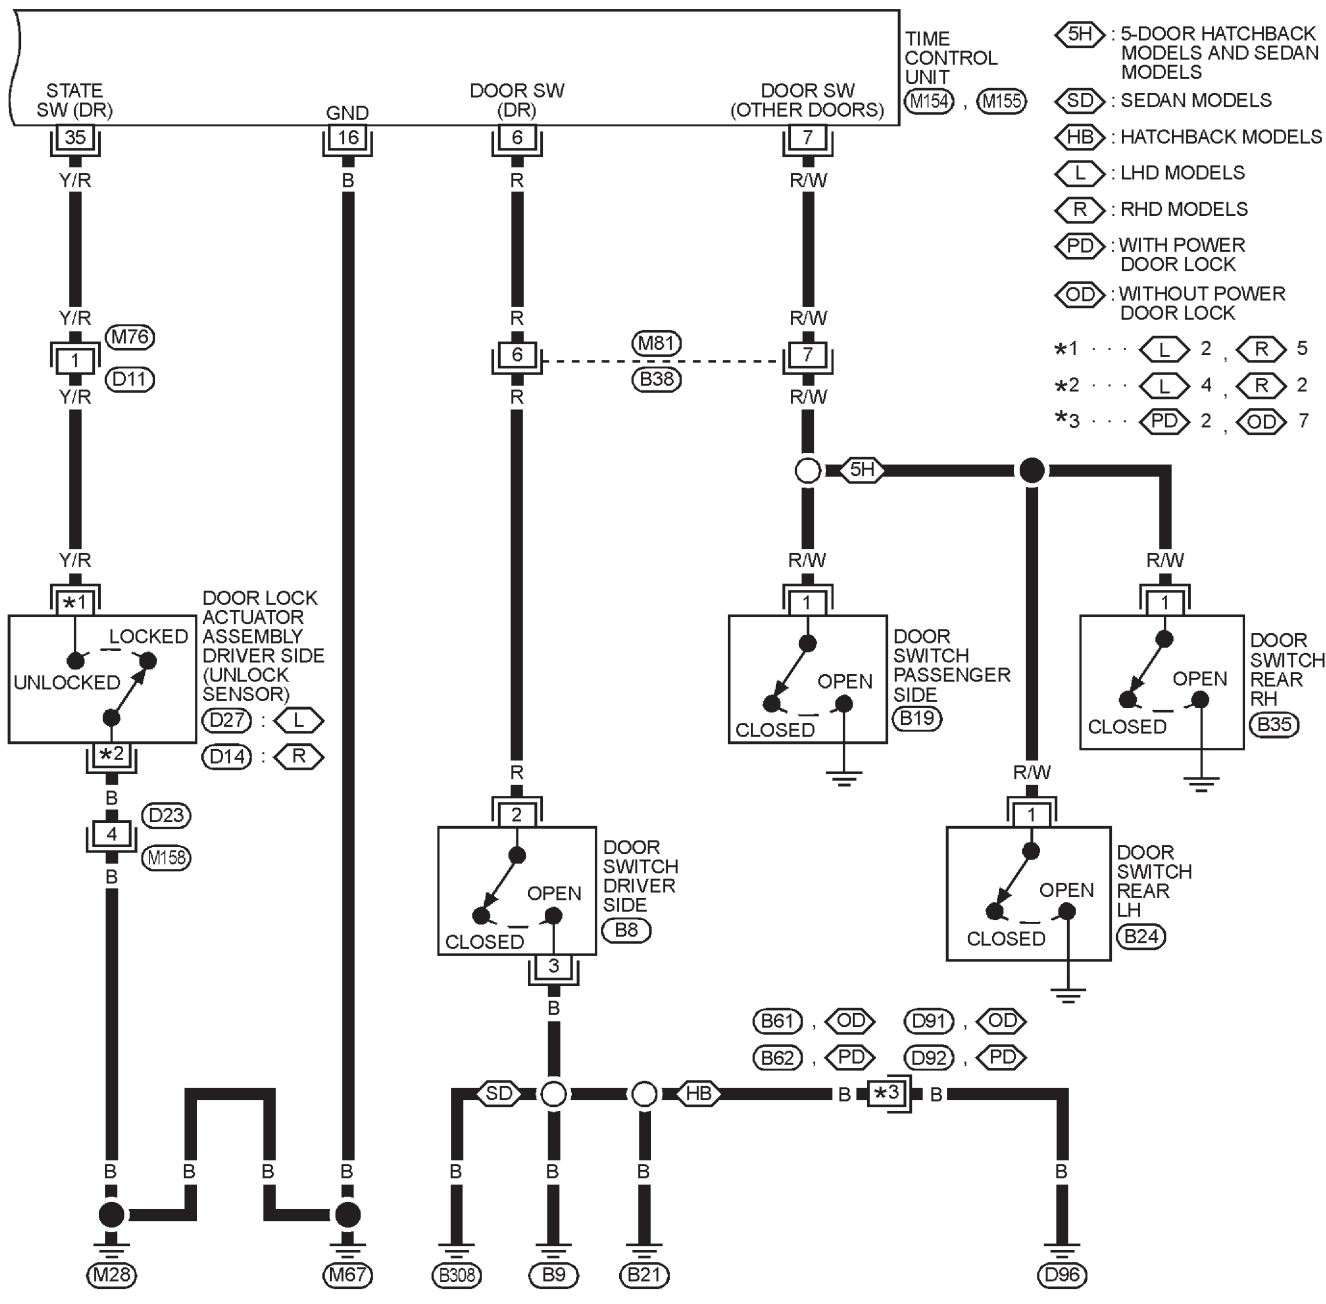 TIME
CONTROL
UNIT
M154 , M155
STATE
SW (DR)
GND
DOOR SW
(DR)
DOOR SW
(OTHER DOORS)
35
16
6
7
Y/R
B
R
R/W
5H : 5-DOOR HATCHBACK
MODELS AND SEDAN
MODELS
SD : SEDAN MODELS
HB : HATCHBACK MODELS
L : LHD MODELS
R : RHD MODELS
PD : WITH POWER
DOOR LOCK
OD : WITHOUT POWER
DOOR LOCK
*1 · · · L 2 , R 5
*2 · · · L 4 , R 2
*3 · · · PD 2 , OD 7
Y/R
R
R/W
M76
1
D11
6
M81
B38
7
Y/R
R
R/W
5H
Y/R
R/W
R/W
*1
LOCKED
UNLOCKED
*2
DOOR LOCK
ACTUATOR
ASSEMBLY
DRIVER SIDE
(UNLOCK
SENSOR)
D27 : L
D14 : R
1
OPEN
CLOSED
DOOR
SWITCH
PASSENGER
SIDE
B19
1
OPEN
CLOSED
DOOR
SWITCH
REAR
RH
B35
B
D23
4
M158
B
R
2
OPEN
CLOSED
3
DOOR
SWITCH
DRIVER
SIDE
B8
R/W
1
OPEN
CLOSED
DOOR
SWITCH
REAR
LH
B24
B
B61 , OD
D91 , OD
B62 , PD
D92 , PD
SD
HB
B
*3
B
B
B
B
B
B
B
B
B
M28
M67
B308
B9
B21
D96